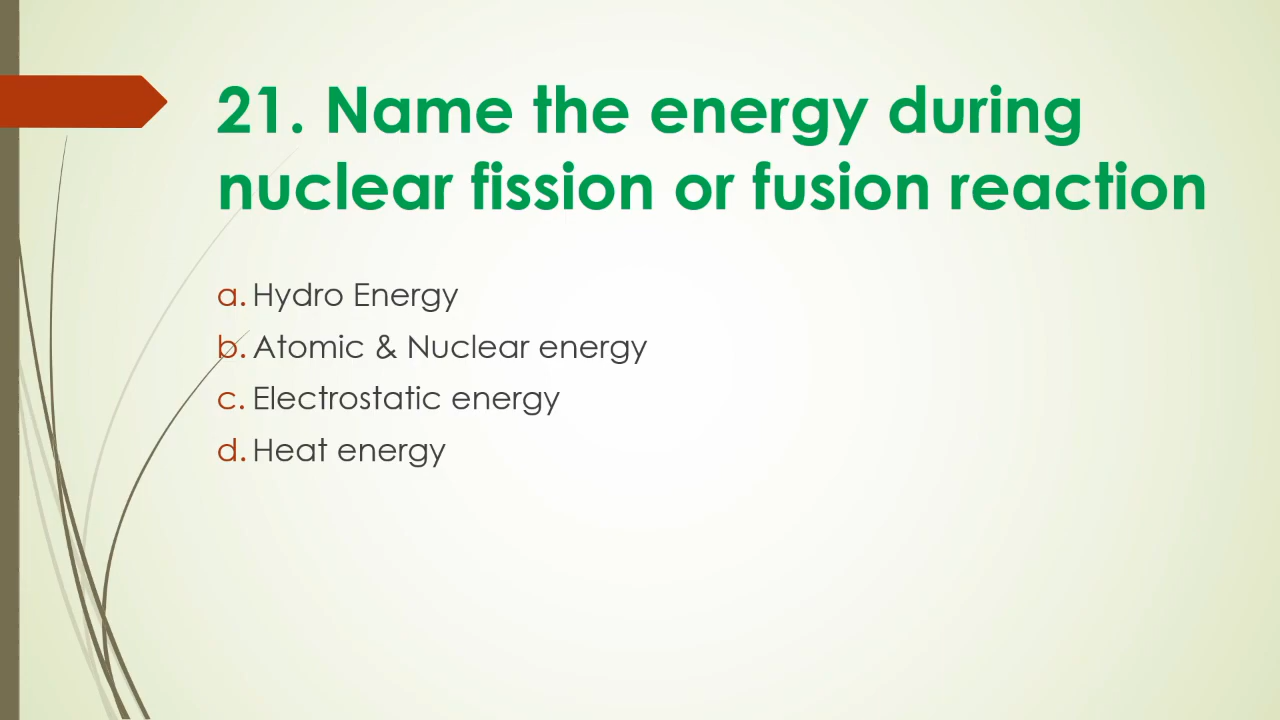 21. Name the energy during
nuclear fission or fusion reaction
a. Hydro Energy
b. Atomic & Nuclear energy
c. Electrostatic energy
d. Heat energy